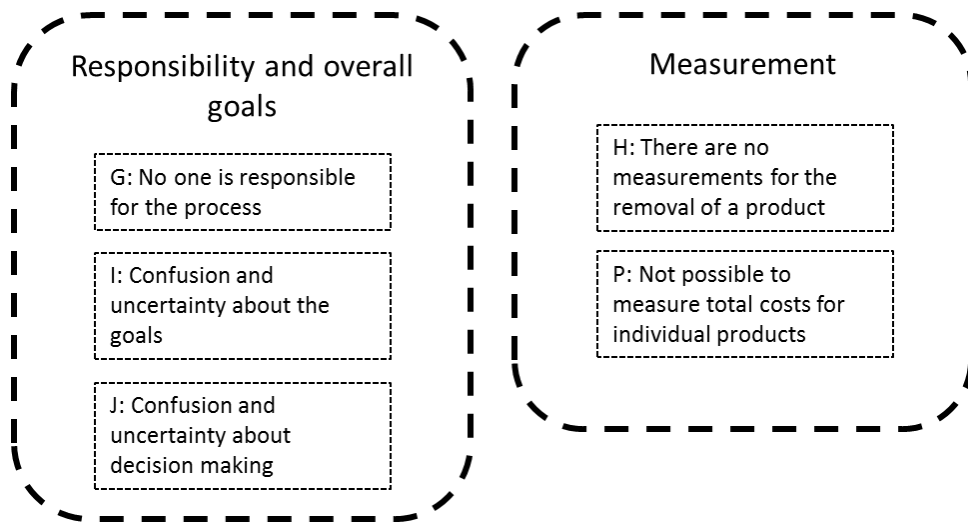 Responsibility and overall
goals
G: No one is responsible
for the process
I: Confusion and
uncertainty about the
goals
J: Confusion and
uncertainty about
decision making
Measurement
H: There are no
measurements for the
removal of a product
P: Not possible to
measure total costs for
individual products